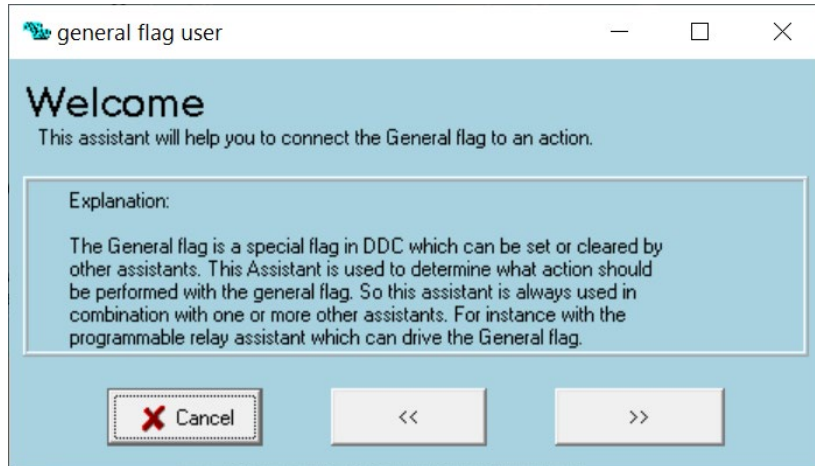 general flag user
Welcome
This assistant will help you to connect the General flag to an action.
Explanation:
The General flag is a special flag in DDC which can be set or cleared by
other assistants. This Assistant is used to determine what action should
be performed with the general flag. So this assistant is always used in
combination with one or more other assistants. For instance with the
programmable relay assistant which can drive the General flag.
Cancel
<<
>>